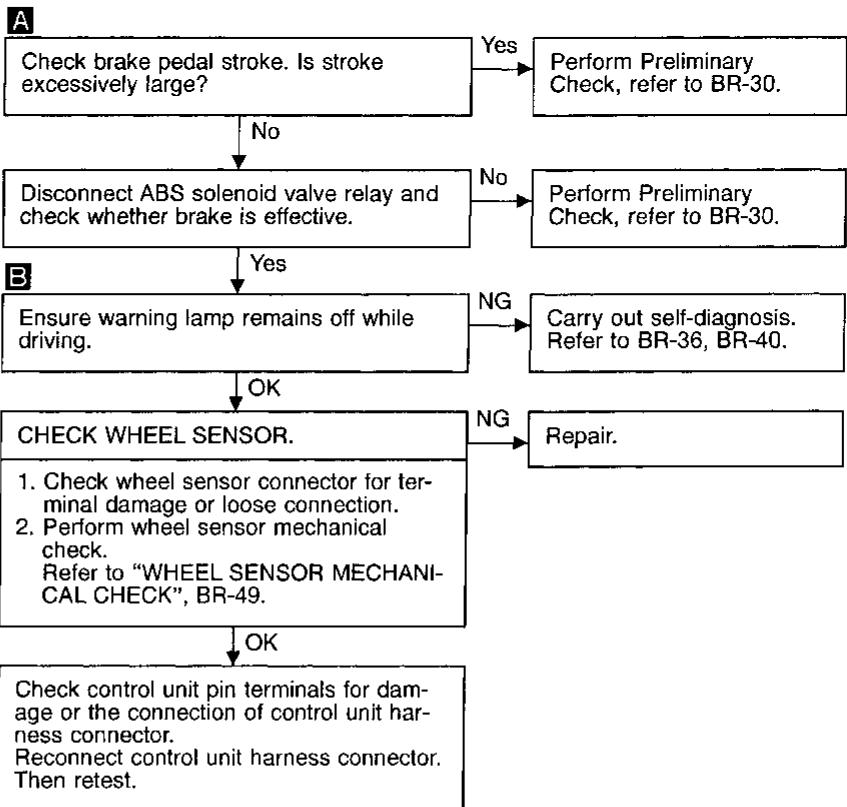 A
Check brake pedal stroke. Is stroke
excessively large?
Yes
Perform Preliminary
Check, refer to BR-30.
No
Disconnect ABS solenoid valve relay and
check whether brake is effective.
No
Perform Preliminary
Check, refer to BR-30.
Yes
B
Ensure warning lamp remains off while
driving.
NG
Carry out self-diagnosis.
Refer to BR-36, BR-40.
OK
CHECK WHEEL SENSOR.
NG
Repair.
1. Check wheel sensor connector for ter-
minal damage or loose connection.
2. Perform wheel sensor mechanical
check.
Refer to “WHEEL SENSOR MECHANI-
CAL CHECK”, BR-49.
OK
Check control unit pin terminals for dam-
age or the connection of control unit har-
ness connector.
Reconnect control unit harness connector.
Then retest.